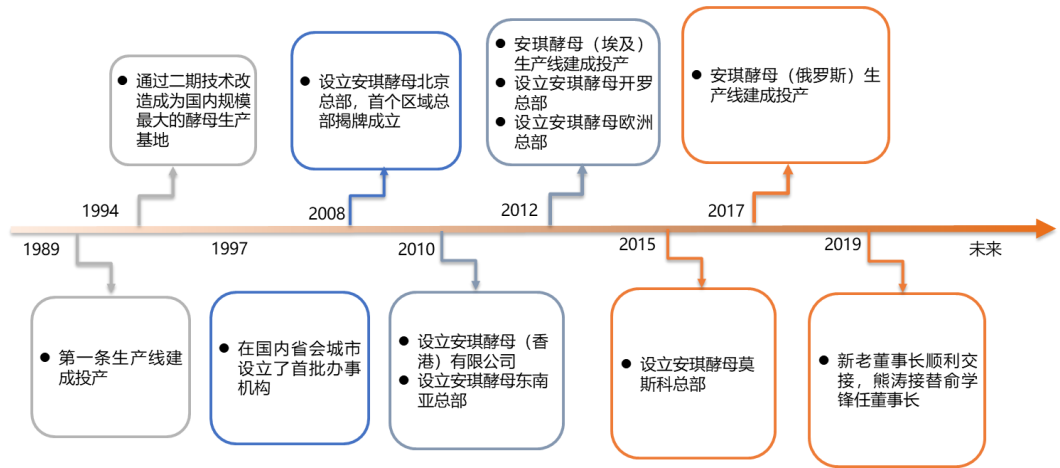 通过二期技术改
造成为国内规模
最大的酵母生产
基地
设立安琪酵母北京
总部，首个区域总
部揭牌成立
安琪酵母（埃及）
生产线建成投产
设立安琪酵母开罗
总部
设立安琪酵母欧洲
总部
安琪酵母（俄罗斯）生
产线建成投产
1994
2008
2012
2017
1989
1997
2010
2015
2019
未来
第一条生产线建
成投产
在国内省会城市
设立了首批办事
机构
设立安琪酵母（香
港）有限公司
设立安琪酵母东南
亚总部
设立安琪酵母莫
斯科总部
新老董事长顺利交
接，熊涛接替俞学
锋任董事长